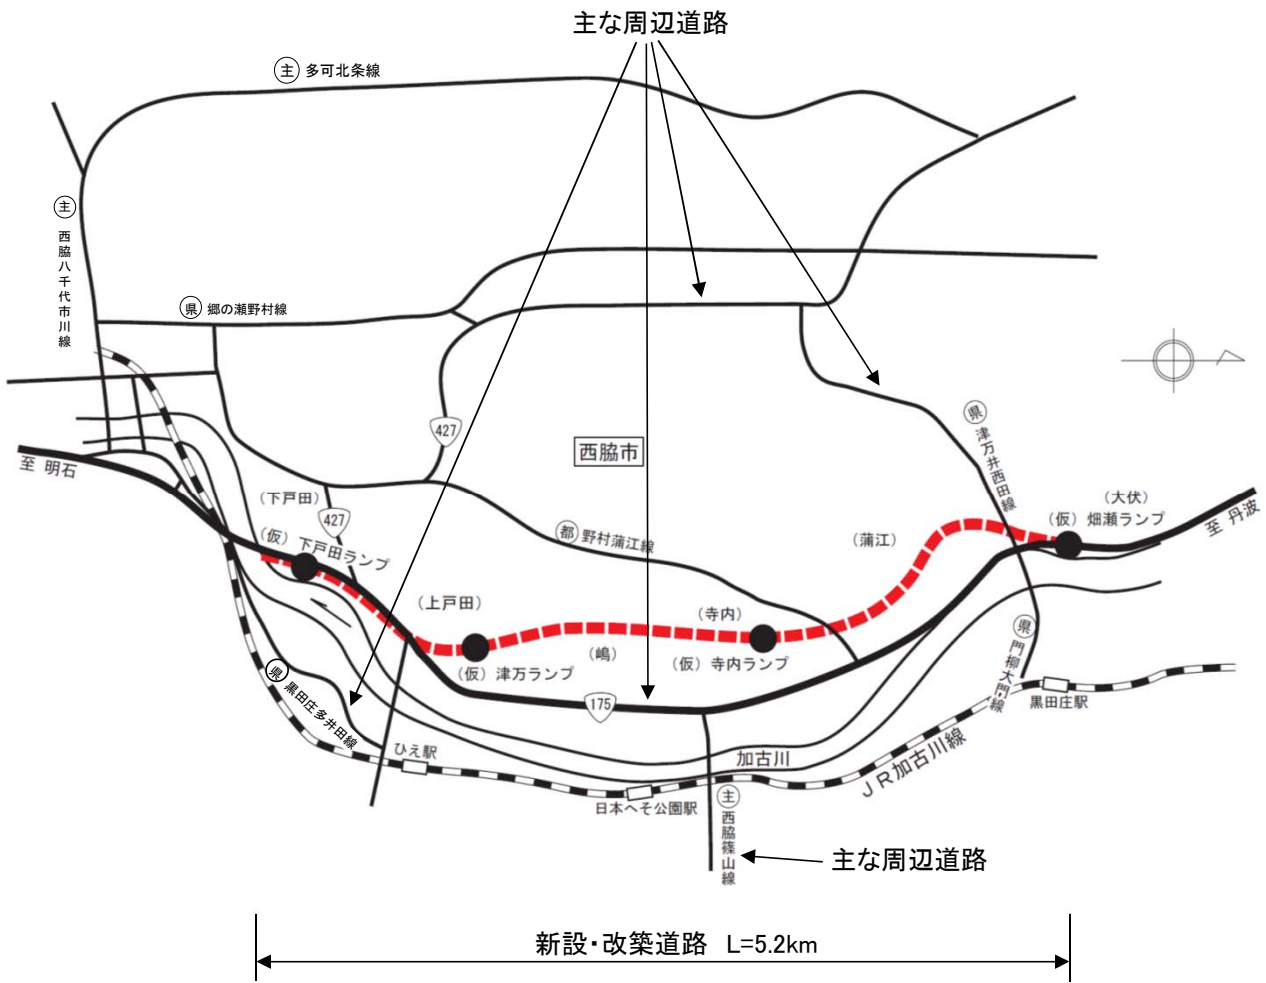 主な周辺道路
主 多可北条線
主 西脇八千代市川線
県 郷の瀬野村線
427
西脇市
県 津万井西田線
至 明石
(下戸田)
427
(仮) 下戸田ランプ
都 野村蒲江線
(蒲江)
(大伏)
(仮) 畑瀬ランプ
至 丹波
(上戸田)
(寺内)
(仮) 津万ランプ
(嶋)
(仮) 寺内ランプ
県 門柳大門線
県 黒田庄多井田線
175
黒田庄駅
ひえ駅
加古川
JR加古川線
日本へそ公園駅
主 西脇篠山線
主な周辺道路
新設・改築道路 L=5.2km